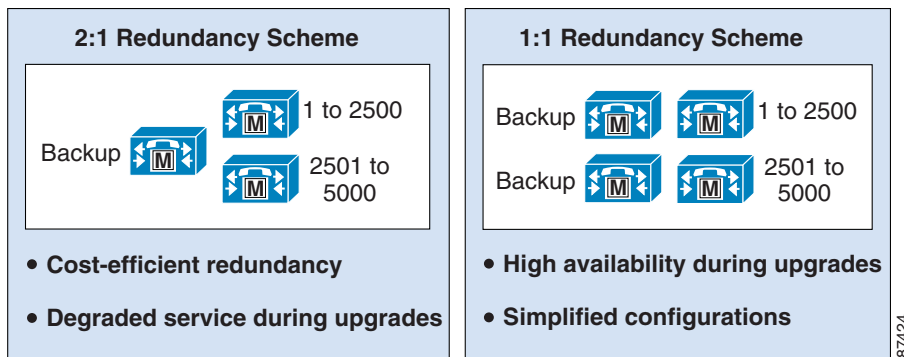 2:1 Redundancy Scheme
Backup
M
M
1 to 2500
M
2501 to
5000
• Cost-efficient redundancy
• Degraded service during upgrades
1:1 Redundancy Scheme
Backup
M
M
1 to 2500
Backup
M
M
2501 to
5000
• High availability during upgrades
• Simplified configurations
87424